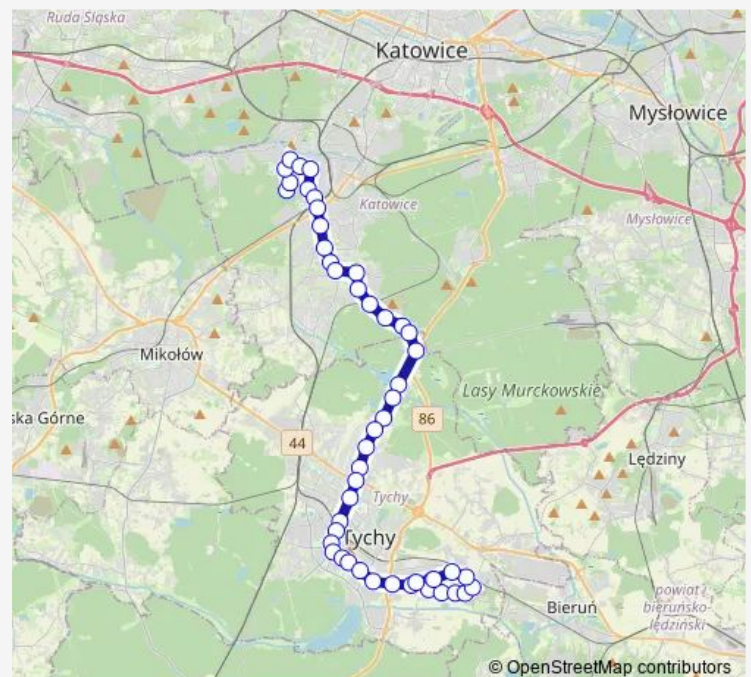 Ruda Śląska
Katowice
Mysłowice
Katowice
Mysłowice
Mikołów
Lasy Murckowskie
ska Górne
86
44
Lędziny
Tychy
Tychy
Bieruń
powiat
bieruńsko-
lędziński
© OpenStreetMap contributors